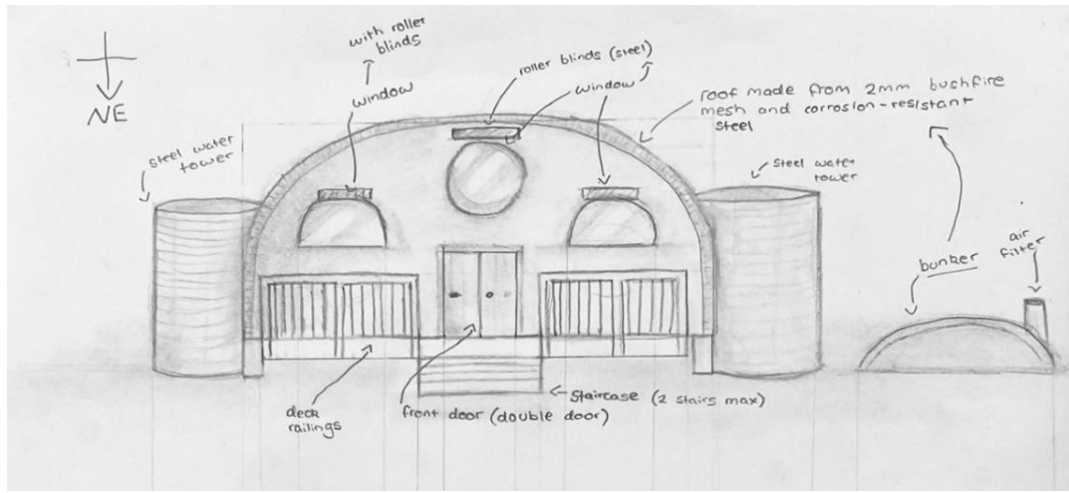 NE
with roller
blinds
window
roller blinds (steel)
window
roof made from 2mm bushfire
mesh and corrosion-resistant
steel
steel water
tower
steel water
tower
bunker
air
filter
deck
railings
front door (double door)
staircase (2 stairs max)